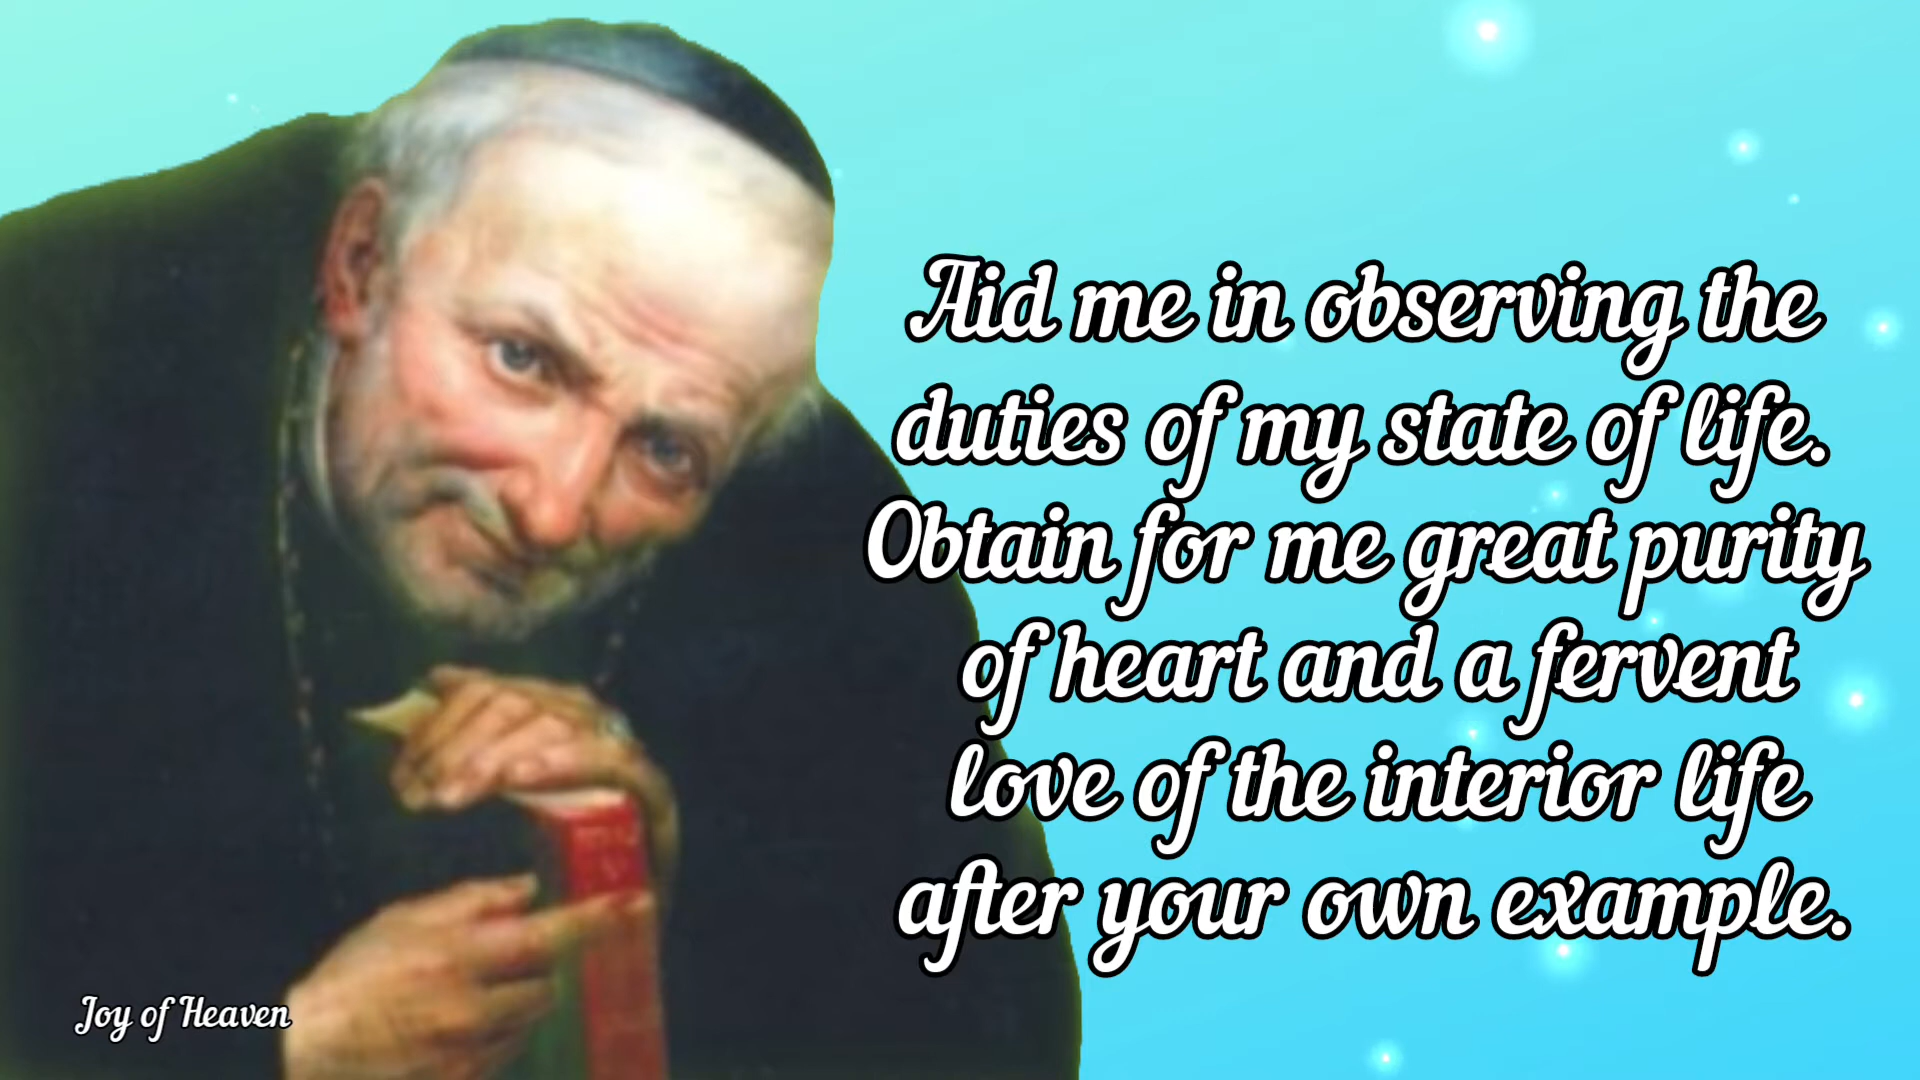 Aid me in observing the
duties of my state of life.
Obtain for me great purity
of heart and a fervent
love of the interior life
after your own example.
Joy of Heaven